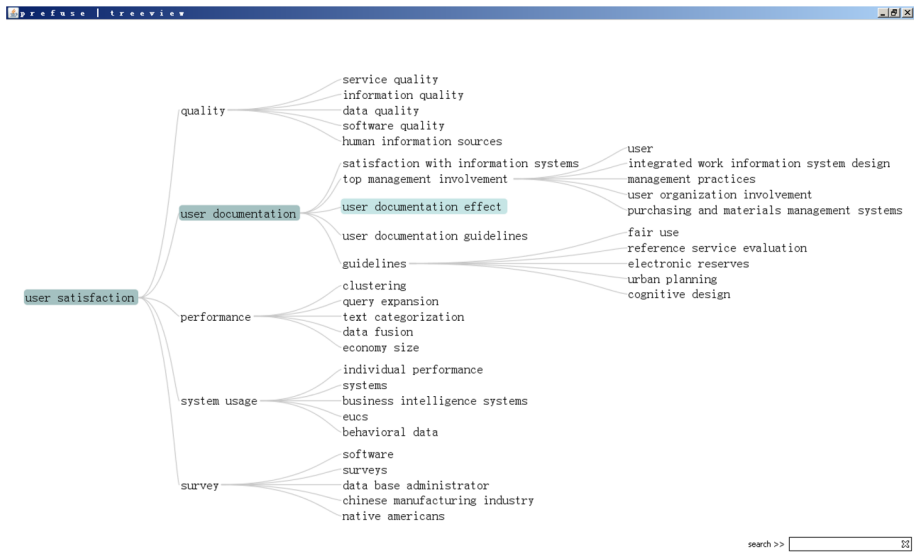 prefuse | treeview
user satisfaction
quality
service quality
information quality
data quality
software quality
human information sources
user documentation
satisfaction with information systems
top management involvement
user
integrated work information system design
management practices
user organization involvement
purchasing and materials management systems
user documentation effect
user documentation guidelines
guidelines
fair use
reference service evaluation
electronic reserves
urban planning
cognitive design
performance
clustering
query expansion
text categorization
data fusion
economy size
system usage
individual performance
systems
business intelligence systems
eucs
behavioral data
survey
software
surveys
data base administrator
chinese manufacturing industry
native americans
search >>